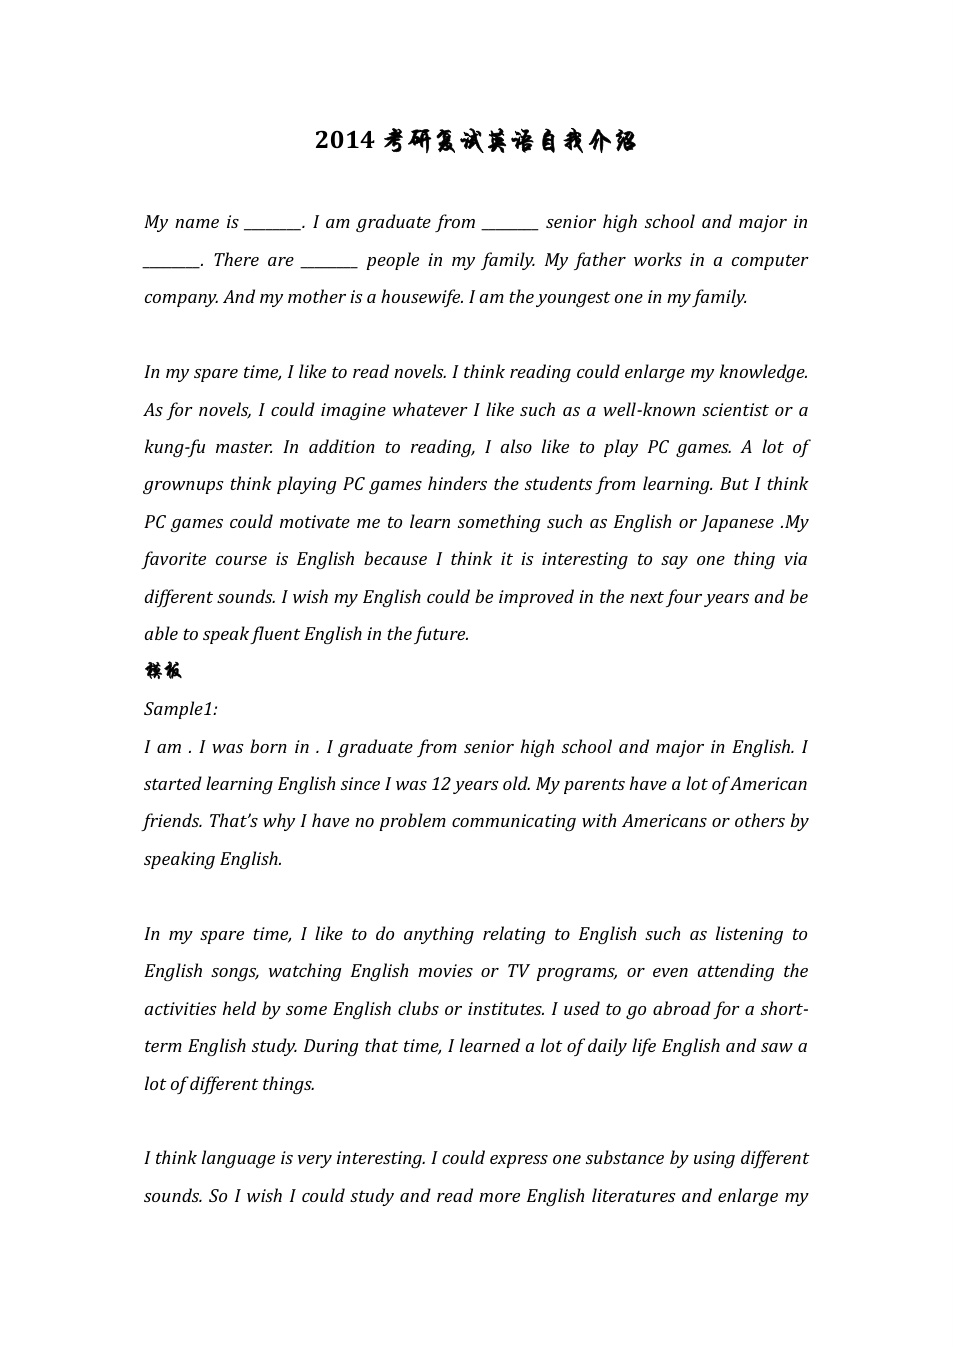 2014 考研复试英语自我介绍
My name is _______. I am graduate from _______ senior high school and major in
_______. There are _______ people in my family. My father works in a computer
company. And my mother is a housewife. I am the youngest one in my family.
In my spare time, I like to read novels. I think reading could enlarge my knowledge.
As for novels, I could imagine whatever I like such as a well-known scientist or a
kung-fu master. In addition to reading, I also like to play PC games. A lot of
grownups think playing PC games hinders the students from learning. But I think
PC games could motivate me to learn something such as English or Japanese .My
favorite course is English because I think it is interesting to say one thing via
different sounds. I wish my English could be improved in the next four years and be
able to speak fluent English in the future.
模板
Sample1:
I am . I was born in . I graduate from senior high school and major in English. I
started learning English since I was 12 years old. My parents have a lot of American
friends. That’s why I have no problem communicating with Americans or others by
speaking English.
In my spare time, I like to do anything relating to English such as listening to
English songs, watching English movies or TV programs, or even attending the
activities held by some English clubs or institutes. I used to go abroad for a short-
term English study. During that time, I learned a lot of daily life English and saw a
lot of different things.
I think language is very interesting. I could express one substance by using different
sounds. So I wish I could study and read more English literatures and enlarge my